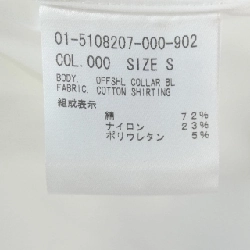 01-5108207-000-902
COL.000 SIZE S
BODY. OFFSHL COLLAR BL
FABRIC. COTTON SHIRTING
組成表示
綿 72%
ナイロン 23%
ポリウレタン 5%